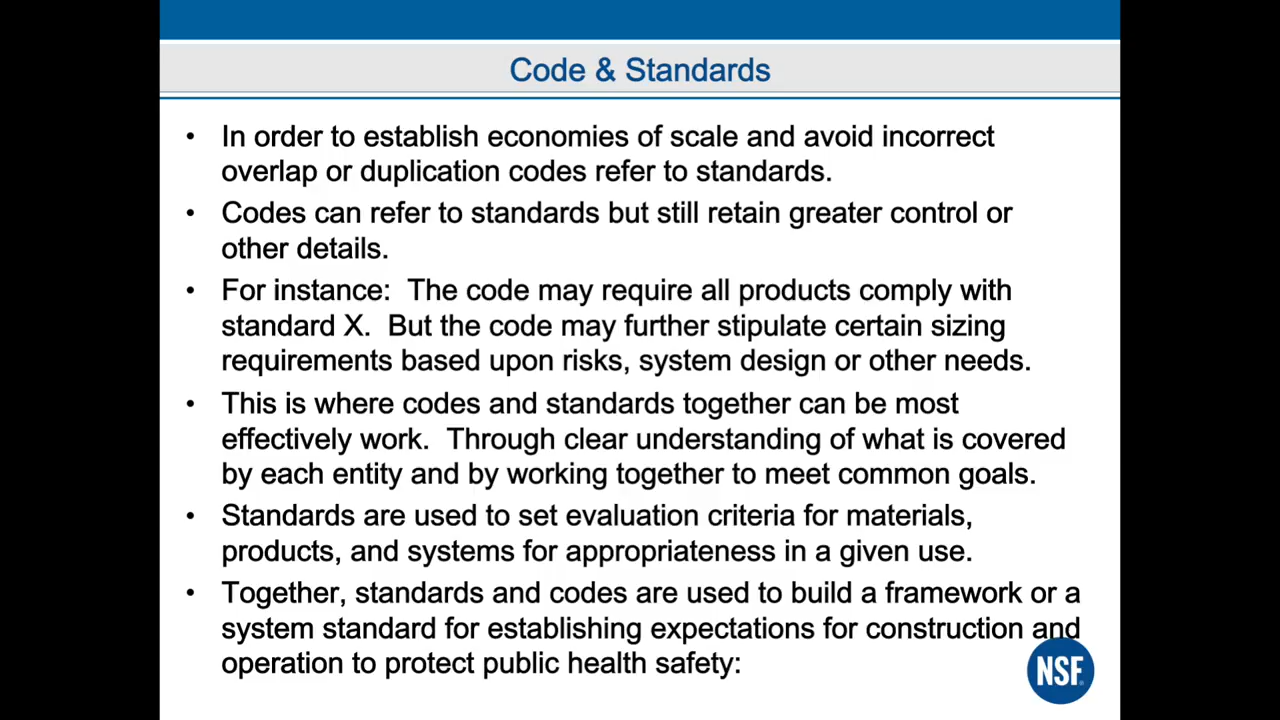 Code & Standards
• In order to establish economies of scale and avoid incorrect
overlap or duplication codes refer to standards.
• Codes can refer to standards but still retain greater control or
other details.
• For instance:  The code may require all products comply with
standard X.  But the code may further stipulate certain sizing
requirements based upon risks, system design or other needs.
• This is where codes and standards together can be most
effectively work.  Through clear understanding of what is covered
by each entity and by working together to meet common goals.
• Standards are used to set evaluation criteria for materials,
products, and systems for appropriateness in a given use.
• Together, standards and codes are used to build a framework or a
system standard for establishing expectations for construction and
operation to protect public health safety:
NSF